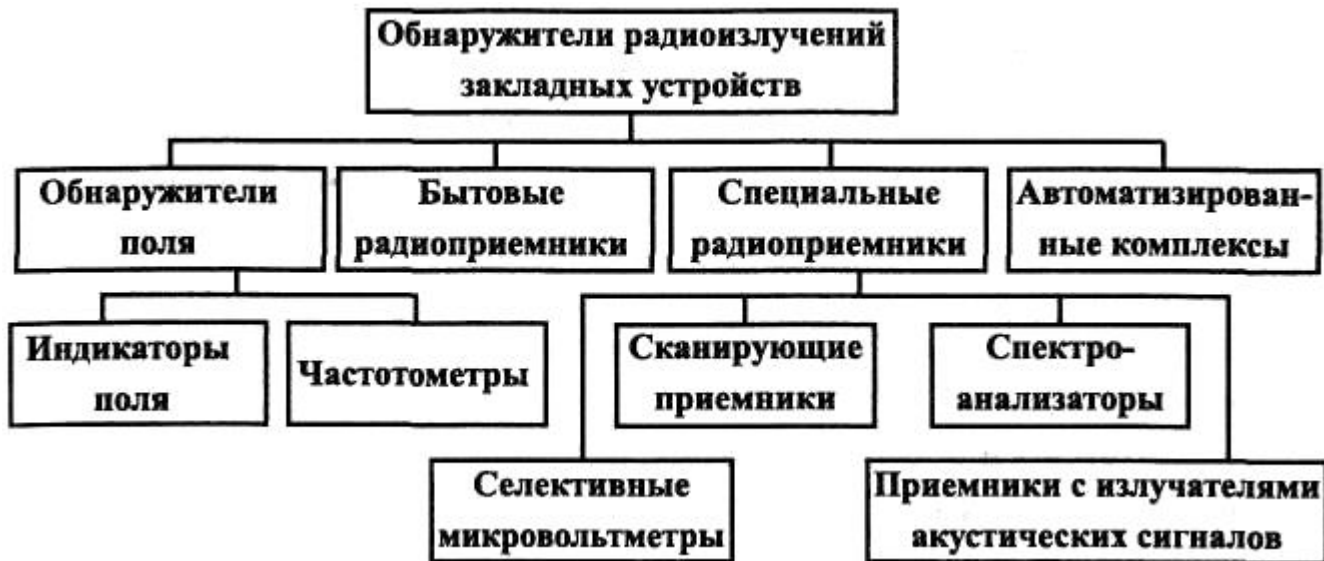 Обнаружители радиоизлучений
закладных устройств
Обнаружители
поля
Бытовые
радиоприемники
Специальные
радиоприемники
Автоматизирован-
ные комплексы
Индикаторы
поля
Частотометры
Сканирующие
приемники
Спектро-
анализаторы
Селективные
микровольтметры
Приемники с излучателями
акустических сигналов